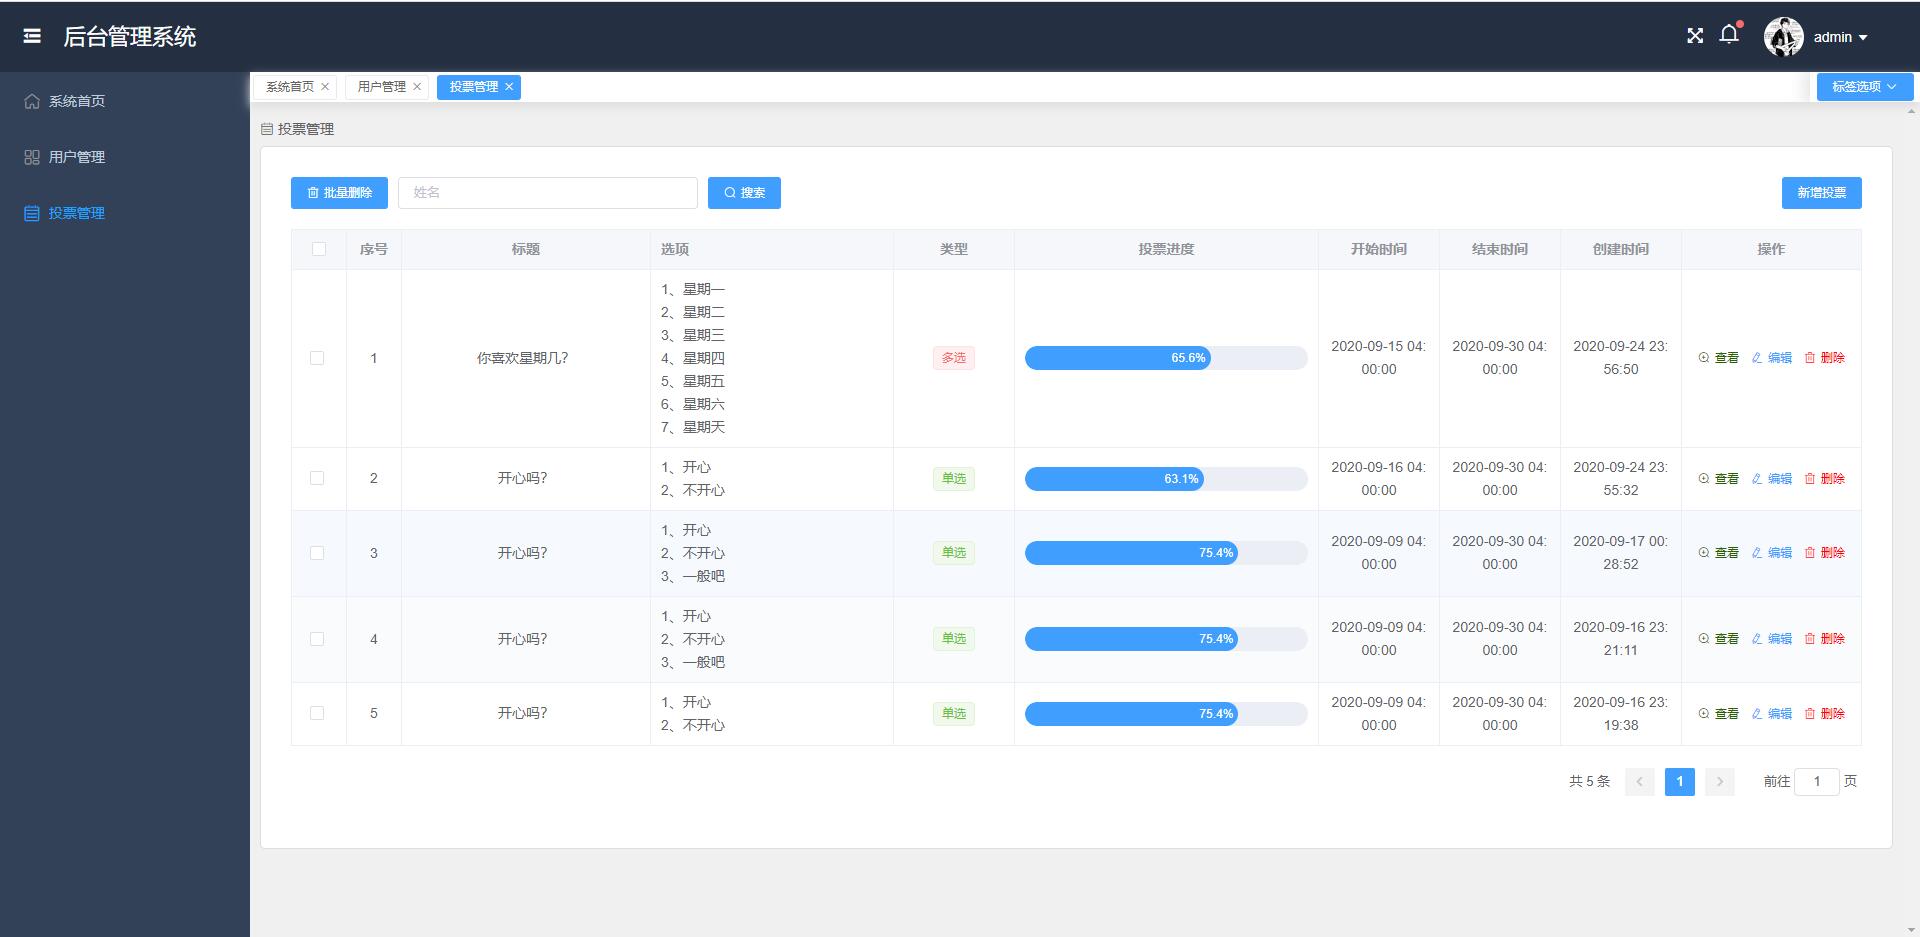 后台管理系统
admin
系统首页
用户管理
投票管理
系统首页
用户管理
投票管理
标签选项
投票管理
批量删除
姓名
搜索
新增投票
序号 标题 选项 类型 投票进度 开始时间 结束时间 创建时间 操作
1
你喜欢星期几?
1、星期一
2、星期二
3、星期三
4、星期四
5、星期五
6、星期六
7、星期天
多选
65.6%
2020-09-15 04:
00:00
2020-09-30 04:
00:00
2020-09-24 23:
56:50
查看 编辑 删除
2
开心吗?
1、开心
2、不开心
单选
63.1%
2020-09-16 04:
00:00
2020-09-30 04:
00:00
2020-09-24 23:
55:32
查看 编辑 删除
3
开心吗?
1、开心
2、不开心
3、一般吧
单选
75.4%
2020-09-09 04:
00:00
2020-09-30 04:
00:00
2020-09-17 00:
28:52
查看 编辑 删除
4
开心吗?
1、开心
2、不开心
3、一般吧
单选
75.4%
2020-09-09 04:
00:00
2020-09-30 04:
00:00
2020-09-16 23:
21:11
查看 编辑 删除
5
开心吗?
1、开心
2、不开心
单选
75.4%
2020-09-09 04:
00:00
2020-09-30 04:
00:00
2020-09-16 23:
19:38
查看 编辑 删除
共 5 条 1 前往 1 页